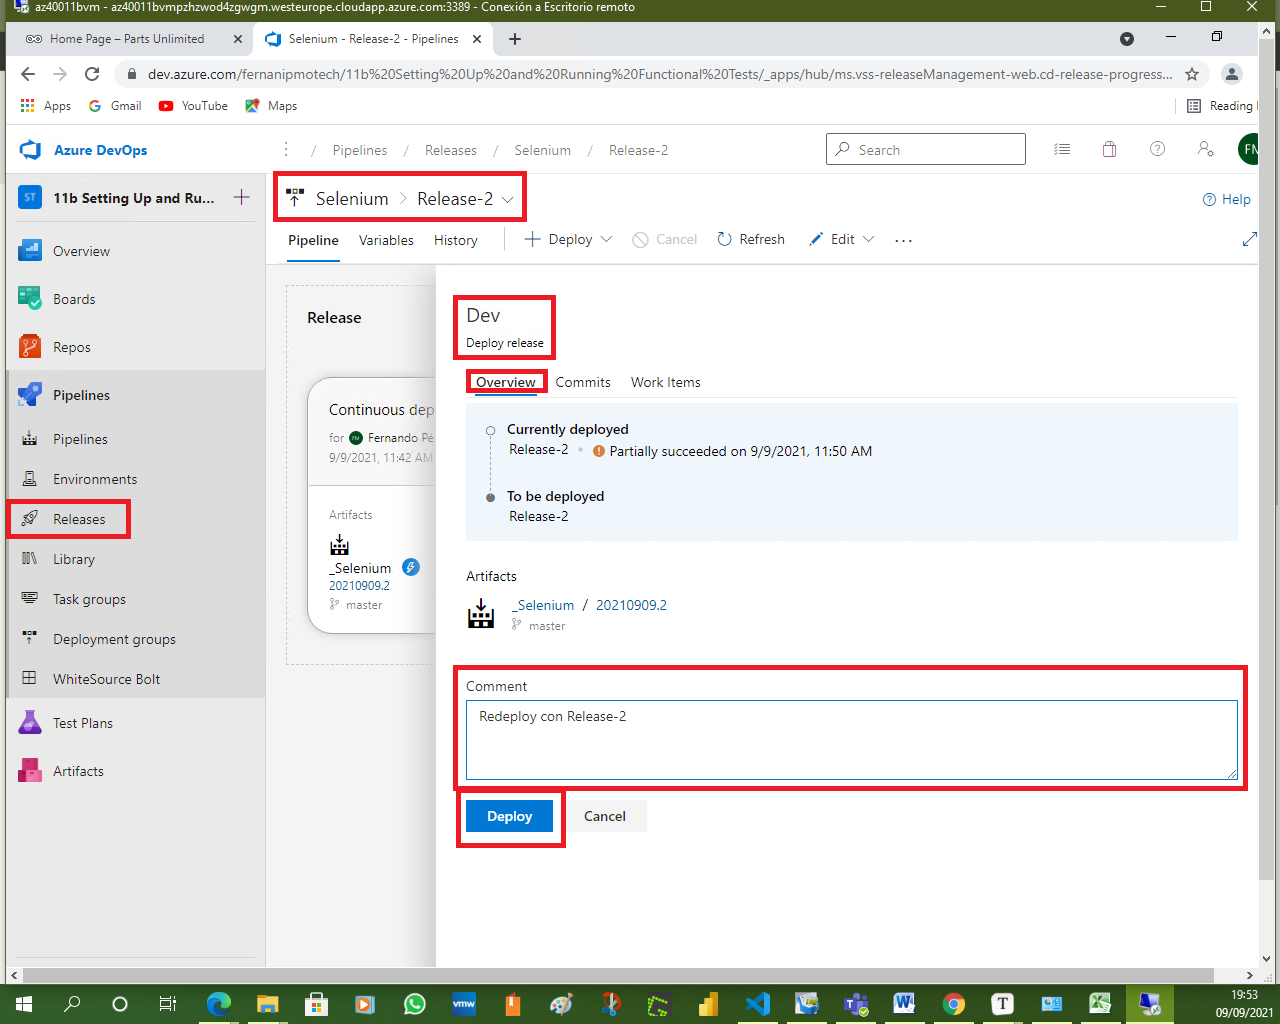 az40011bvm - az40011bvmpzhzwod4zgwgm.westeurope.cloudapp.azure.com:3389 - Conexión a Escritorio remoto
Home Page – Parts Unlimited
Selenium - Release-2 - Pipelines
dev.azure.com/fernanipmotech/11b%20Setting%20Up%20and%20Running%20Functional%20Tests/_apps/hub/ms.vss-releaseManagement-web.cd-release-progress...
Apps
Gmail
YouTube
Maps
Reading
Azure DevOps
/ Pipelines / Releases / Selenium / Release-2
Search
FM
ST
11b Setting Up and Ru...
Selenium
Release-2
Help
Overview
Boards
Repos
Pipelines
Pipelines
Environments
Releases
Library
Task groups
Deployment groups
WhiteSource Bolt
Test Plans
Artifacts
Pipeline
Variables
History
Deploy
Cancel
Refresh
Edit
...
Release
Continuous dep
for FM Fernando Pé
9/9/2021, 11:42 AM
Artifacts
_Selenium
20210909.2
master
Dev
Deploy release
Overview
Commits
Work Items
Currently deployed
Release-2 • Partially succeeded on 9/9/2021, 11:50 AM
To be deployed
Release-2
Artifacts
_Selenium / 20210909.2
master
Comment
Redeploy con Release-2
Deploy
Cancel
vmw
T
19:53
09/09/2021